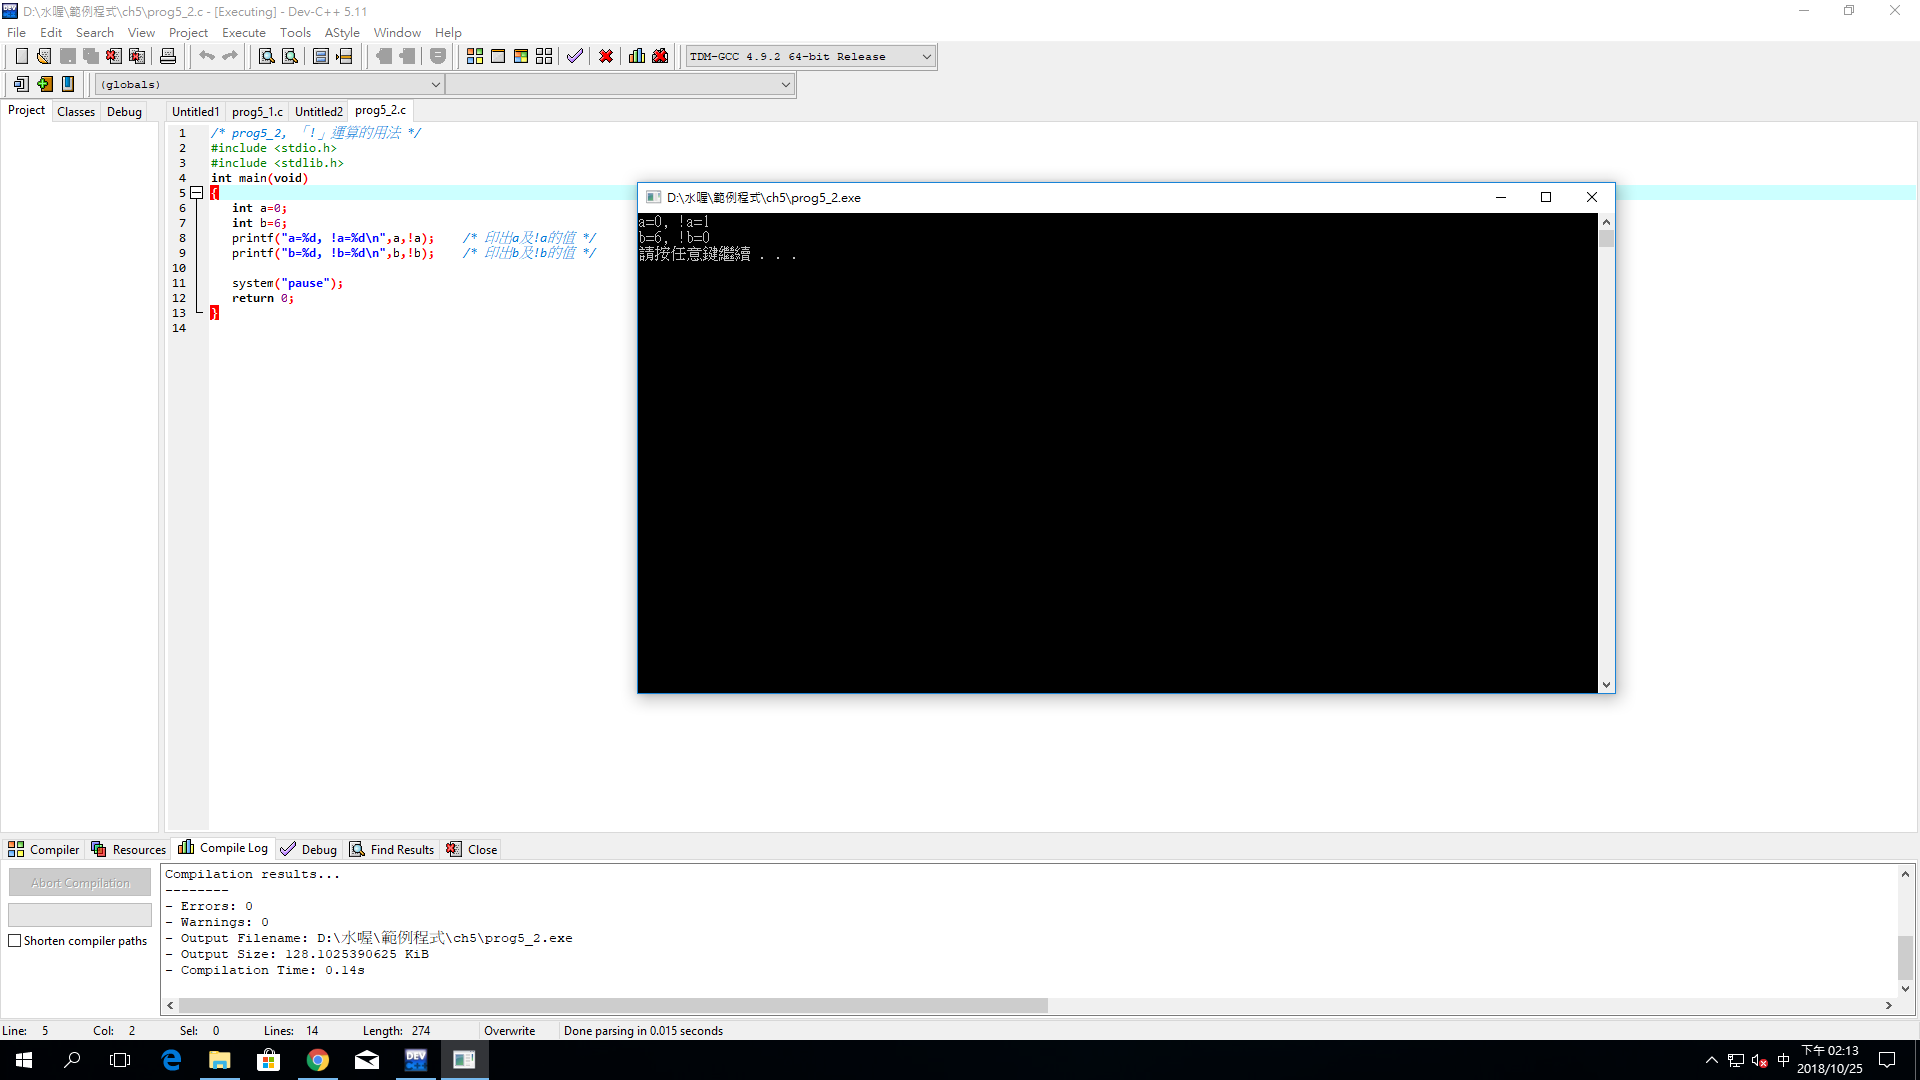 D:\水喔\範例程式\ch5\prog5_2.c - [Executing] - Dev-C++ 5.11
File Edit Search View Project Execute Tools AStyle Window Help
TDM-GCC 4.9.2 64-bit Release
(globals)
Project Classes Debug
Untitled1 prog5_1.c Untitled2 prog5_2.c
1 /* prog5_2, 「!」運算的用法 */
2 #include <stdio.h>
3 #include <stdlib.h>
4 int main(void)
5 {
6 int a=0;
7 int b=6;
8 printf("a=%d, !a=%d\n",a,!a); /* 印出a及!a的值 */
9 printf("b=%d, !b=%d\n",b,!b); /* 印出b及!b的值 */
10
11 system("pause");
12 return 0;
13 }
14
D:\水喔\範例程式\ch5\prog5_2.exe
a=0, !a=1
b=6, !b=0
請按任意鍵繼續 . . .
Compiler Resources Compile Log Debug Find Results Close
Abort Compilation
Shorten compiler paths
Compilation results...
--------
- Errors: 0
- Warnings: 0
- Output Filename: D:\水喔\範例程式\ch5\prog5_2.exe
- Output Size: 128.1025390625 KiB
- Compilation Time: 0.14s
Line: 5 Col: 2 Sel: 0 Lines: 14 Length: 274 Overwrite Done parsing in 0.015 seconds
DEV C++
中
下午 02:13
2018/10/25